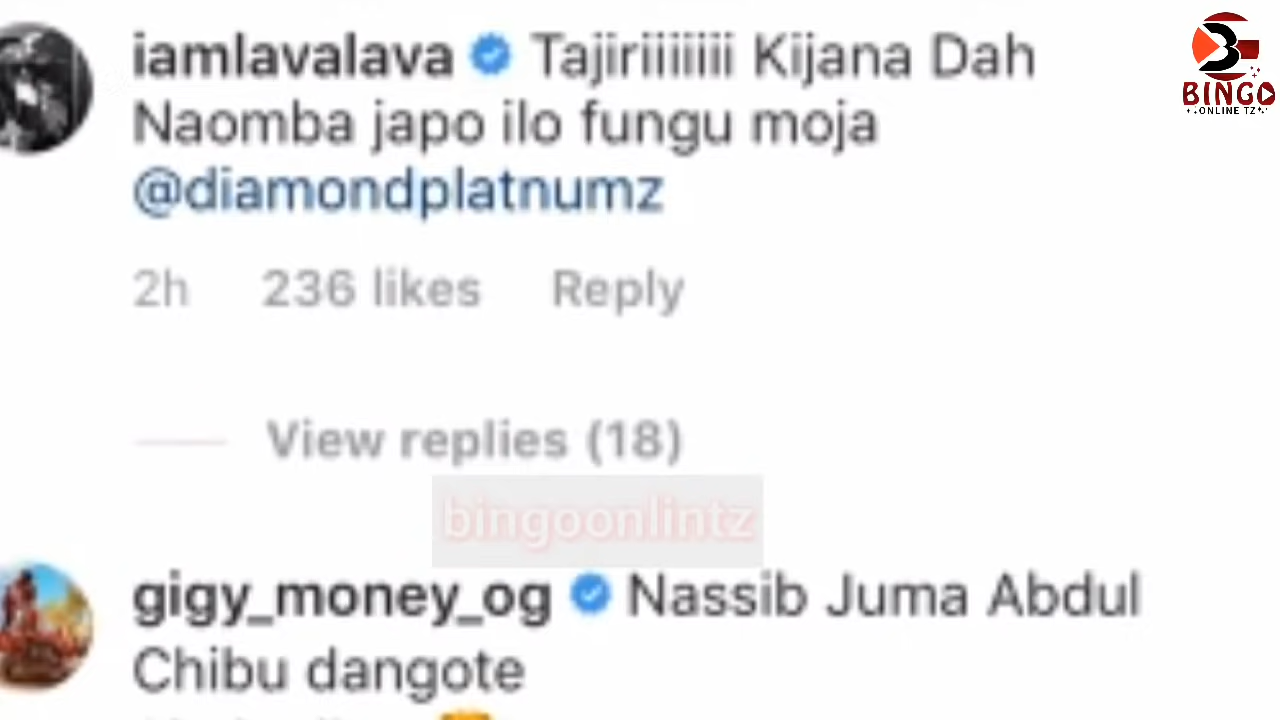 iamlavalava Tajiriiiiiii Kijana Dah
Naomba japo ilo fungu moja
@diamondplatnumz
2h 236 likes Reply
View replies (18)
bingoonlintz
gigy_money_og Nassib Juma Abdul
Chibu dangote
BINGO
ONLINE TZ